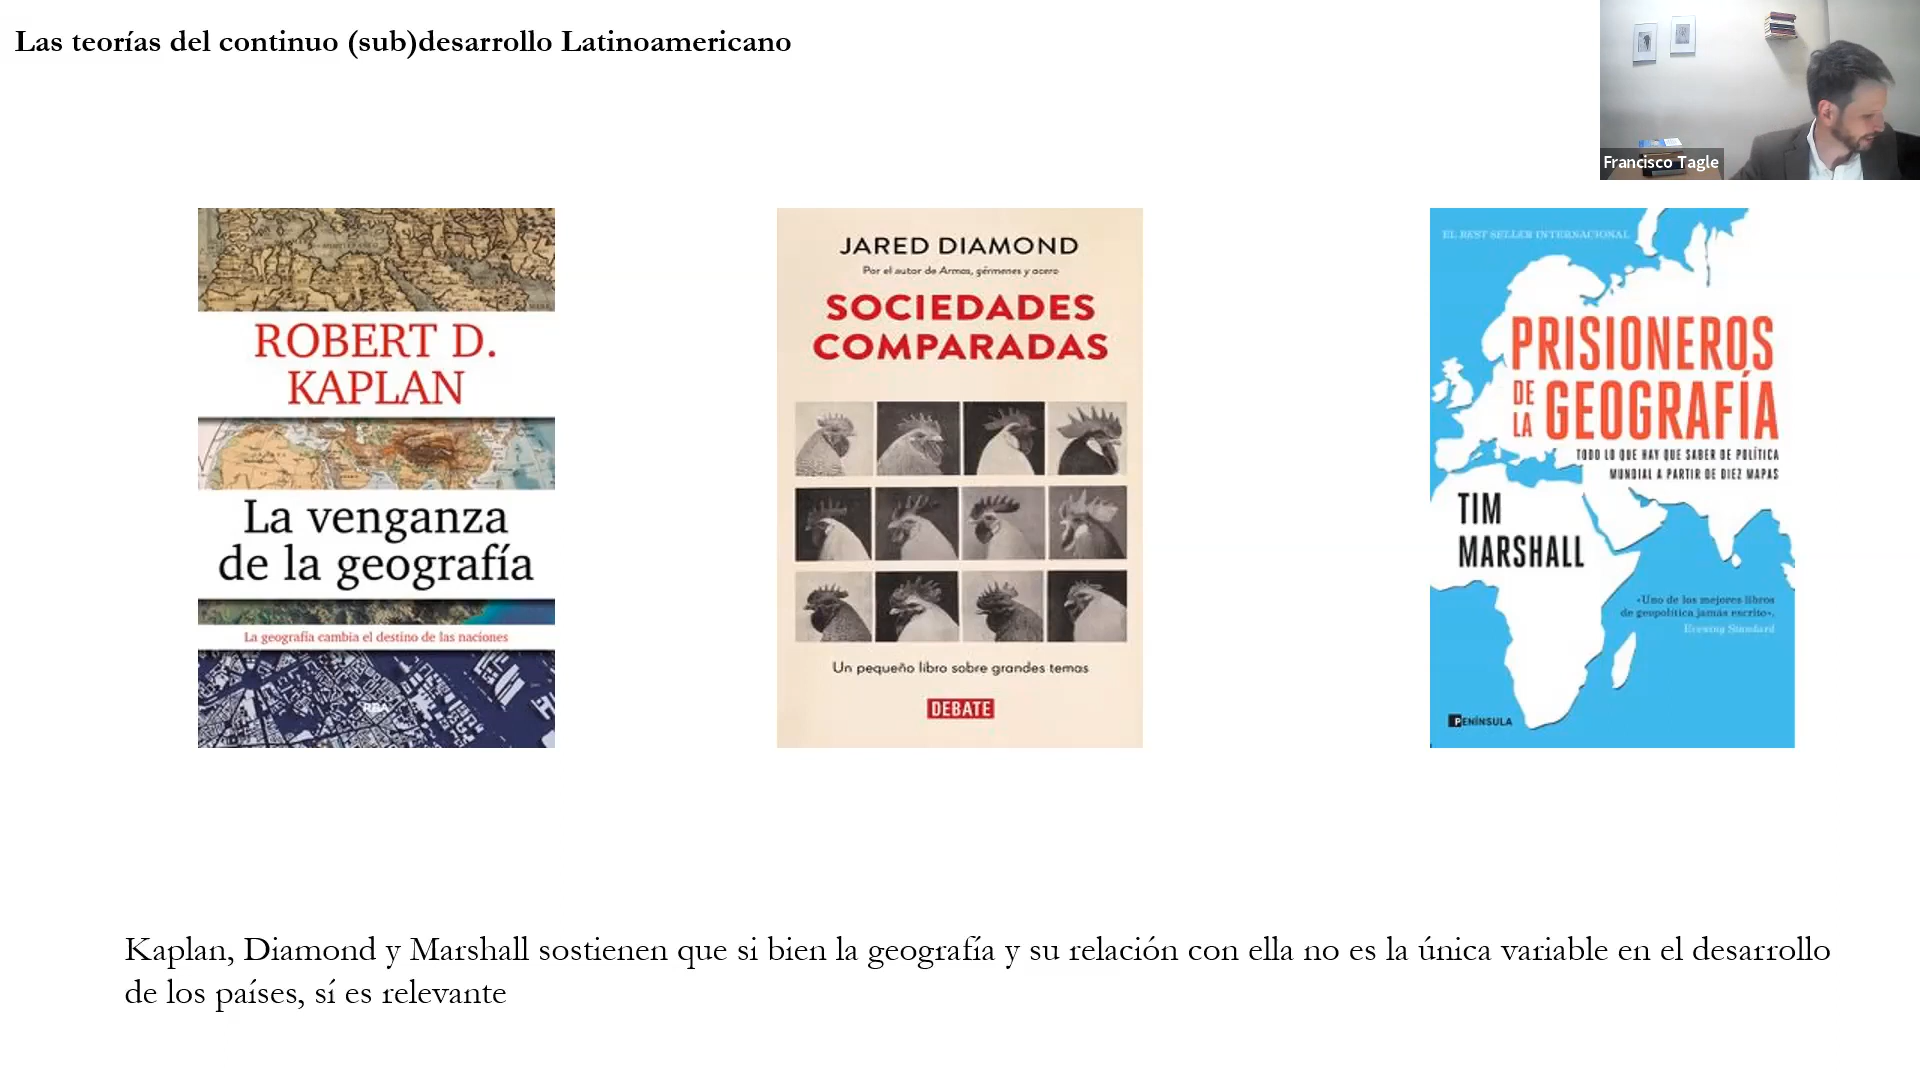 Las teorías del continuo (sub)desarrollo Latinoamericano
Francisco Tagle
ROBERT D.
KAPLAN
La venganza
de la geografía
La geografía cambia el destino de las naciones
RBA
JARED DIAMOND
Por el autor de Armas, gérmenes y acero
SOCIEDADES
COMPARADAS
Un pequeño libro sobre grandes temas
DEBATE
EL BEST SELLER INTERNACIONAL
PRISIONEROS
DE LA GEOGRAFÍA
TODO LO QUE HAY QUE SABER DE POLÍTICA
MUNDIAL A PARTIR DE DIEZ MAPAS
TIM
MARSHALL
«Uno de los mejores libros
de geopolítica jamás escrito».
Evening Standard
PENÍNSULA
Kaplan, Diamond y Marshall sostienen que si bien la geografía y su relación con ella no es la única variable en el desarrollo
de los países, sí es relevante